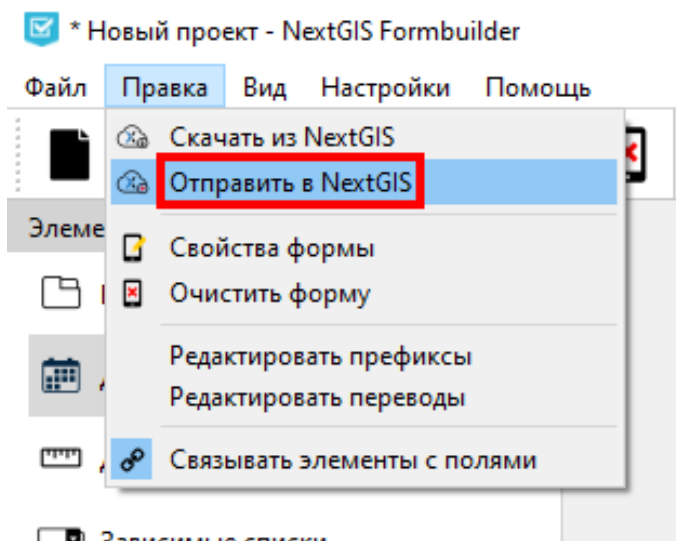 * Новый проект - NextGIS Formbuilder
Файл Правка Вид Настройки Помощь
Скачать из NextGIS
Отправить в NextGIS
Свойства формы
Очистить форму
Редактировать префиксы
Редактировать переводы
Связывать элементы с полями